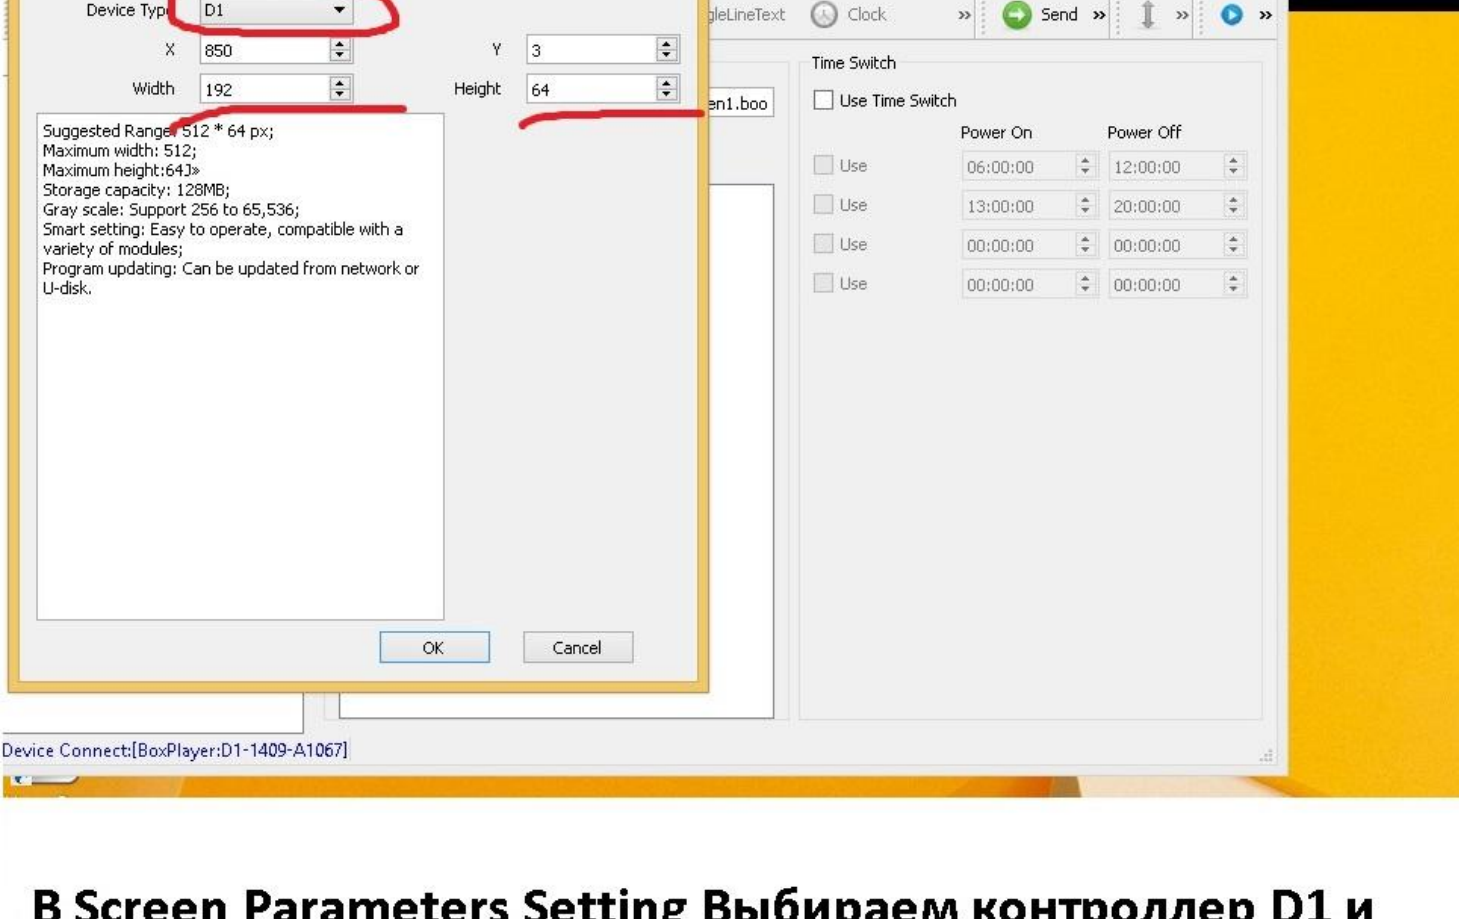 Device Typ D1
gleLineText Clock » Send » » »
X 850 Y 3
Time Switch
Width 192 Height 64
en1.boo
Use Time Switch
Suggested Range: 512 * 64 px;
Maximum width: 512;
Maximum height:64J»
Storage capacity: 128MB;
Gray scale: Support 256 to 65,536;
Smart setting: Easy to operate, compatible with a
variety of modules;
Program updating: Can be updated from network or
U-disk.
Power On Power Off
Use 06:00:00 12:00:00
Use 13:00:00 20:00:00
Use 00:00:00 00:00:00
Use 00:00:00 00:00:00
OK Cancel
Device Connect:[BoxPlayer:D1-1409-A1067]
В Screen Parameters Setting Выбираем контроллер D1 и